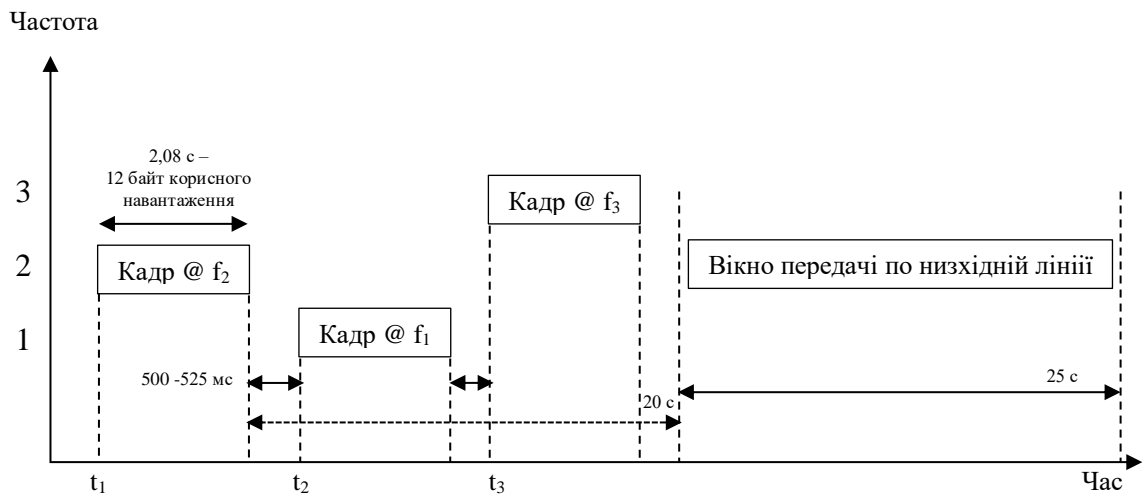 Частота
2,08 с –
12 байт корисного
навантаження
3
Кадр @ f₃
2
Кадр @ f₂
Вікно передачі по низхідній лініії
1
Кадр @ f₁
500 -525 мс
20 с
25 с
t₁
t₂
t₃
Час